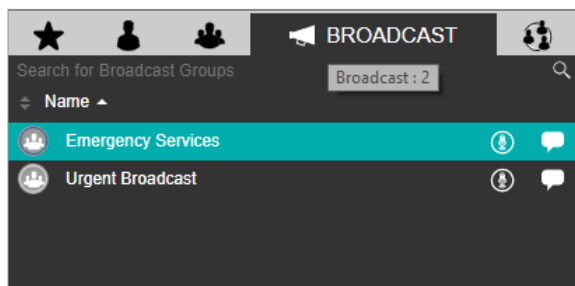 BROADCAST
Search for Broadcast Groups
Broadcast : 2
Name
Emergency Services
Urgent Broadcast